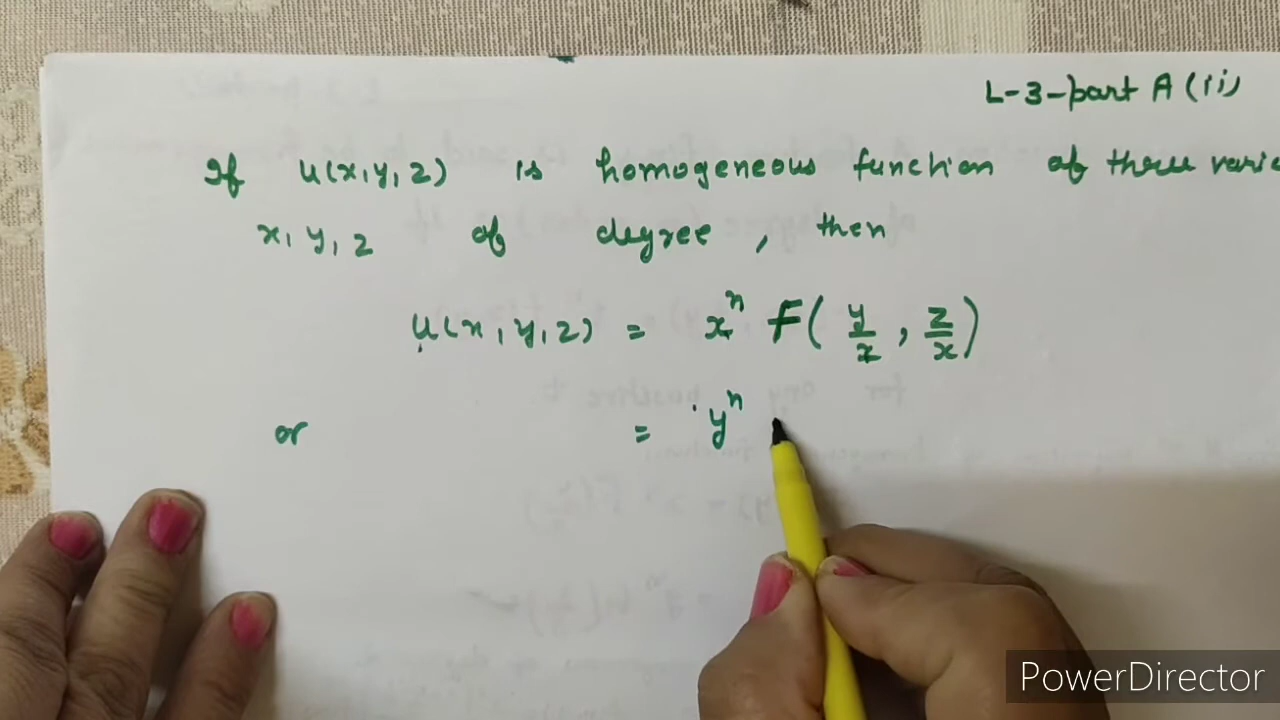 L-3-part A (ii)
If u(x,y,z) is homogeneous function of three
x, y, z of degree, then
u(x, y, z) = x^n F( y/x , z/x )
or = y^n
PowerDirector